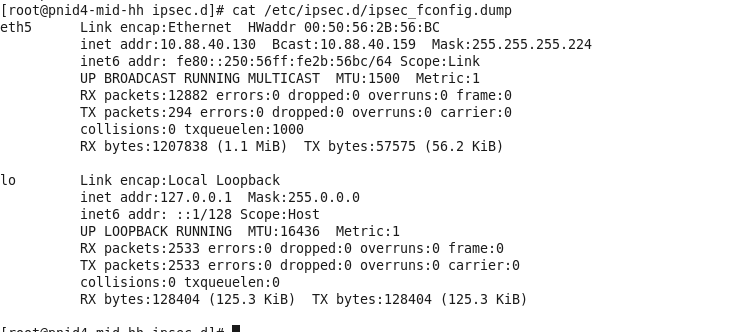 [root@pnid4-mid-hh ipsec.d]# cat /etc/ipsec.d/ipsec_fconfig.dump
eth5      Link encap:Ethernet  HWaddr 00:50:56:2B:56:BC
          inet addr:10.88.40.130  Bcast:10.88.40.159  Mask:255.255.255.224
          inet6 addr: fe80::250:56ff:fe2b:56bc/64 Scope:Link
          UP BROADCAST RUNNING MULTICAST  MTU:1500  Metric:1
          RX packets:12882 errors:0 dropped:0 overruns:0 frame:0
          TX packets:294 errors:0 dropped:0 overruns:0 carrier:0
          collisions:0 txqueuelen:1000
          RX bytes:1207838 (1.1 MiB)  TX bytes:57575 (56.2 KiB)

lo        Link encap:Local Loopback
          inet addr:127.0.0.1  Mask:255.0.0.0
          inet6 addr: ::1/128 Scope:Host
          UP LOOPBACK RUNNING  MTU:16436  Metric:1
          RX packets:2533 errors:0 dropped:0 overruns:0 frame:0
          TX packets:2533 errors:0 dropped:0 overruns:0 carrier:0
          collisions:0 txqueuelen:0
          RX bytes:128404 (125.3 KiB)  TX bytes:128404 (125.3 KiB)

[root@pnid4-mid-hh ipsec.d]#